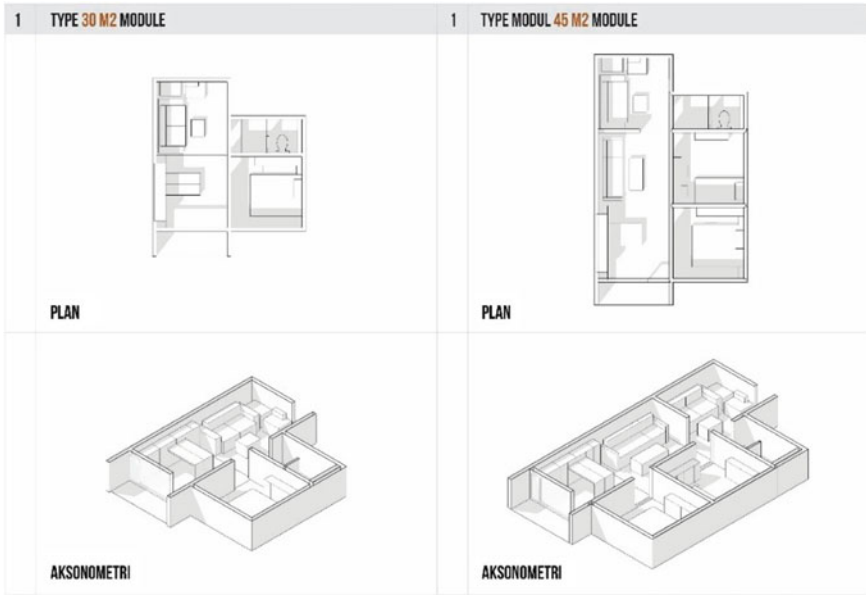 1 TYPE 30 M2 MODULE
1 TYPE MODUL 45 M2 MODULE
PLAN
PLAN
AKSONOMETRI
AKSONOMETRI